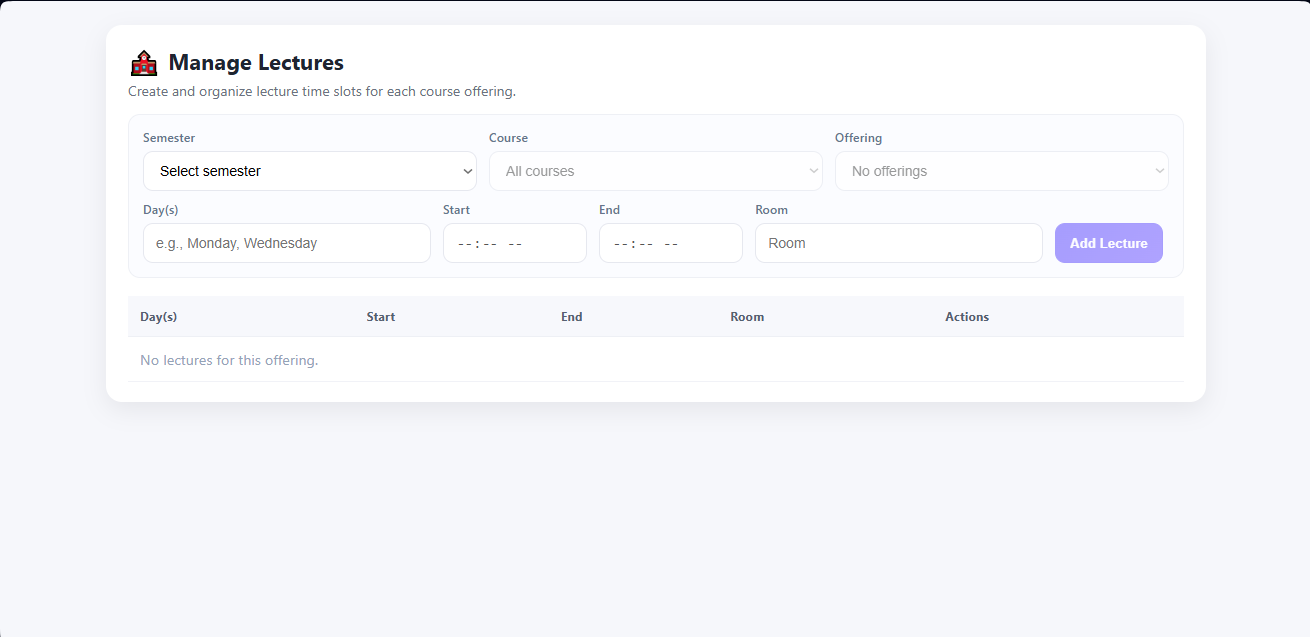 Manage Lectures
Create and organize lecture time slots for each course offering.
Semester Course Offering
Select semester All courses No offerings
Day(s) Start End Room
e.g., Monday, Wednesday --:-- -- --:-- -- Room Add Lecture
Day(s) Start End Room Actions
No lectures for this offering.